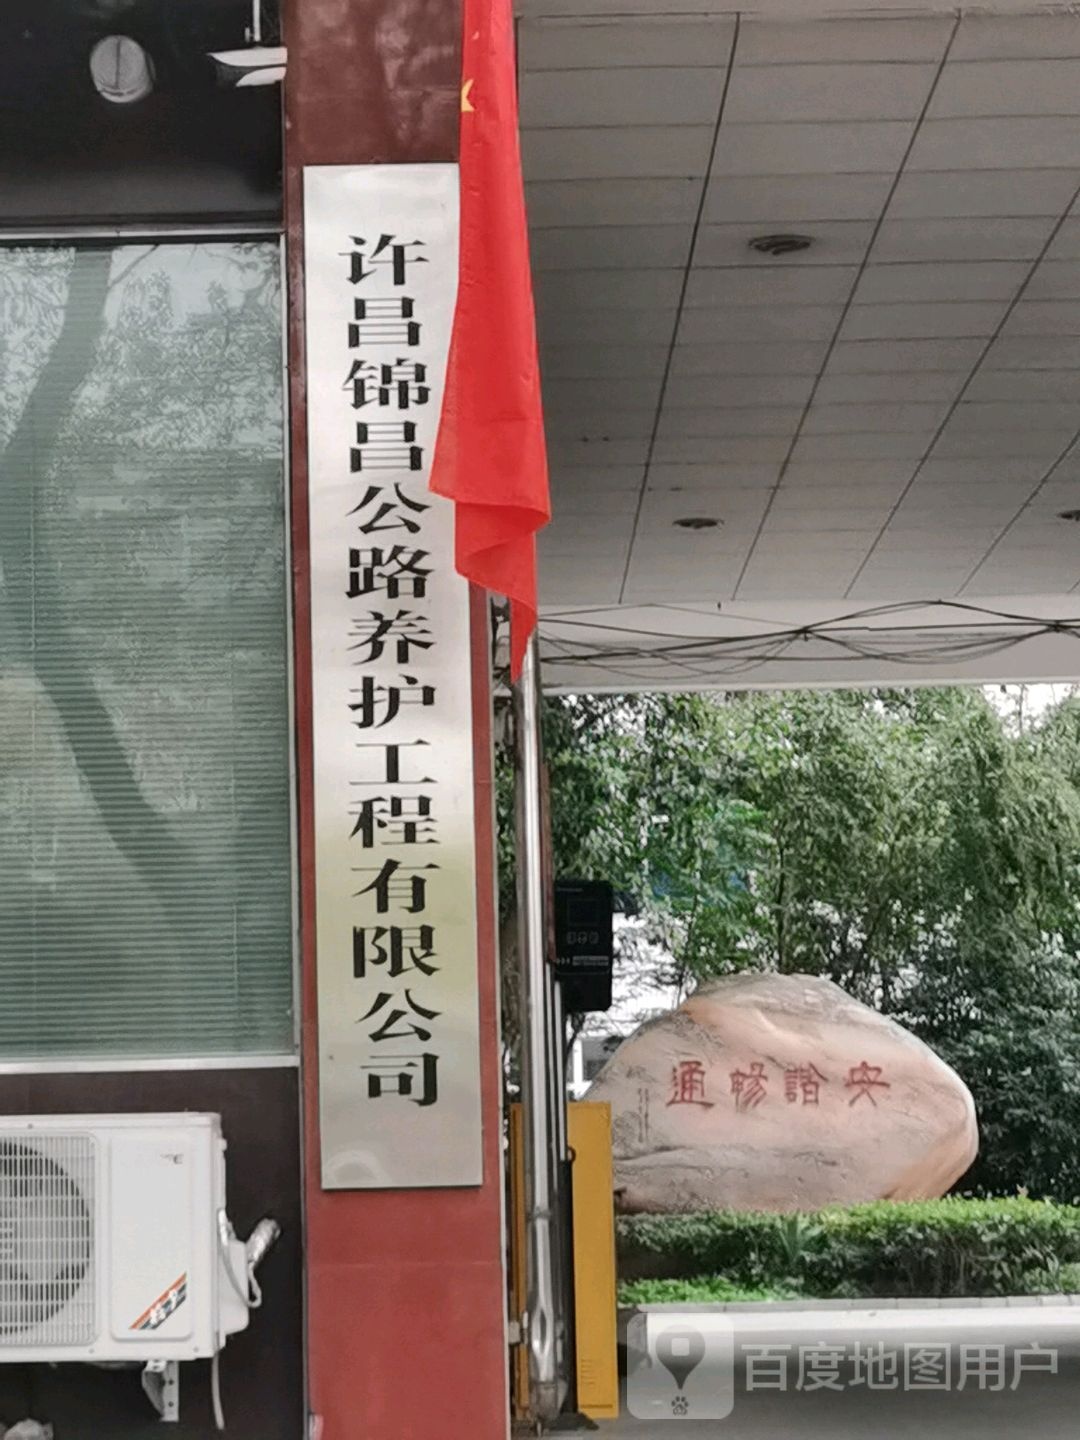 许昌锦昌公路养护工程有限公司
通畅諧安
百度地图用户